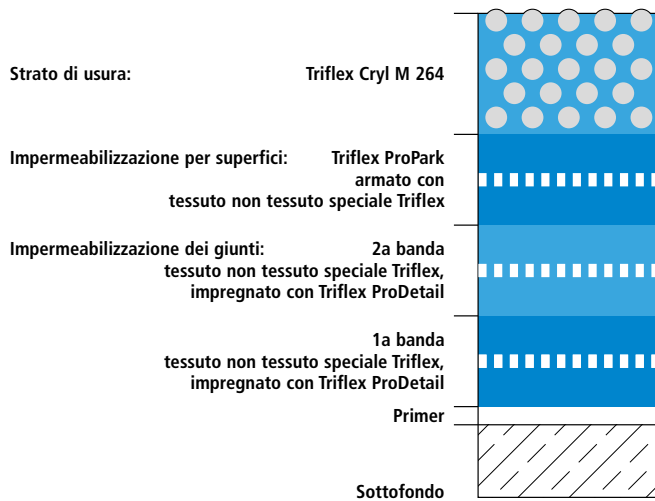 Strato di usura: Triflex Cryl M 264
Impermeabilizzazione per superfici: Triflex ProPark
armato con
tessuto non tessuto speciale Triflex
Impermeabilizzazione dei giunti: 2a banda
tessuto non tessuto speciale Triflex,
impregnato con Triflex ProDetail
1a banda
tessuto non tessuto speciale Triflex,
impregnato con Triflex ProDetail
Primer
Sottofondo